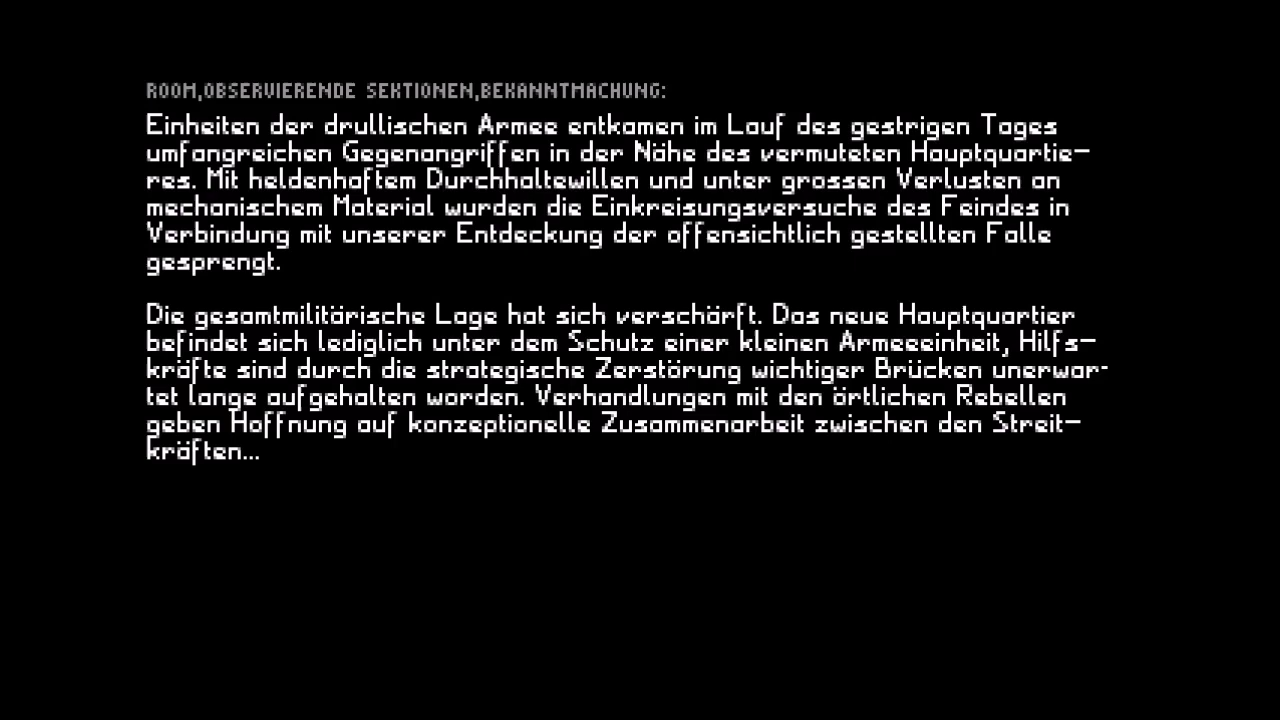 ROOM,OBSERVIERENDE SEKTIONEN,BEKANNTMACHUNG:
Einheiten der drullischen Armee entkamen im Lauf des gestrigen Tages
umfangreichen Gegenangriffen in der Nähe des vermuteten Hauptquartie-
res. Mit heldenhaftem Durchhaltewillen und unter grossen Verlusten an
mechanischem Material wurden die Einkreisungsversuche des Feindes in
Verbindung mit unserer Entdeckung der offensichtlich gestellten Falle
gesprengt.
Die gesamtmilitärische Lage hat sich verschärft. Das neue Hauptquartier
befindet sich lediglich unter dem Schutz einer kleinen Armeeeinheit, Hilfs-
kräfte sind durch die strategische Zerstörung wichtiger Brücken unerwar-
tet lange aufgehalten worden. Verhandlungen mit den örtlichen Rebellen
geben Hoffnung auf konzeptionelle Zusammenarbeit zwischen den Streit-
kräften...